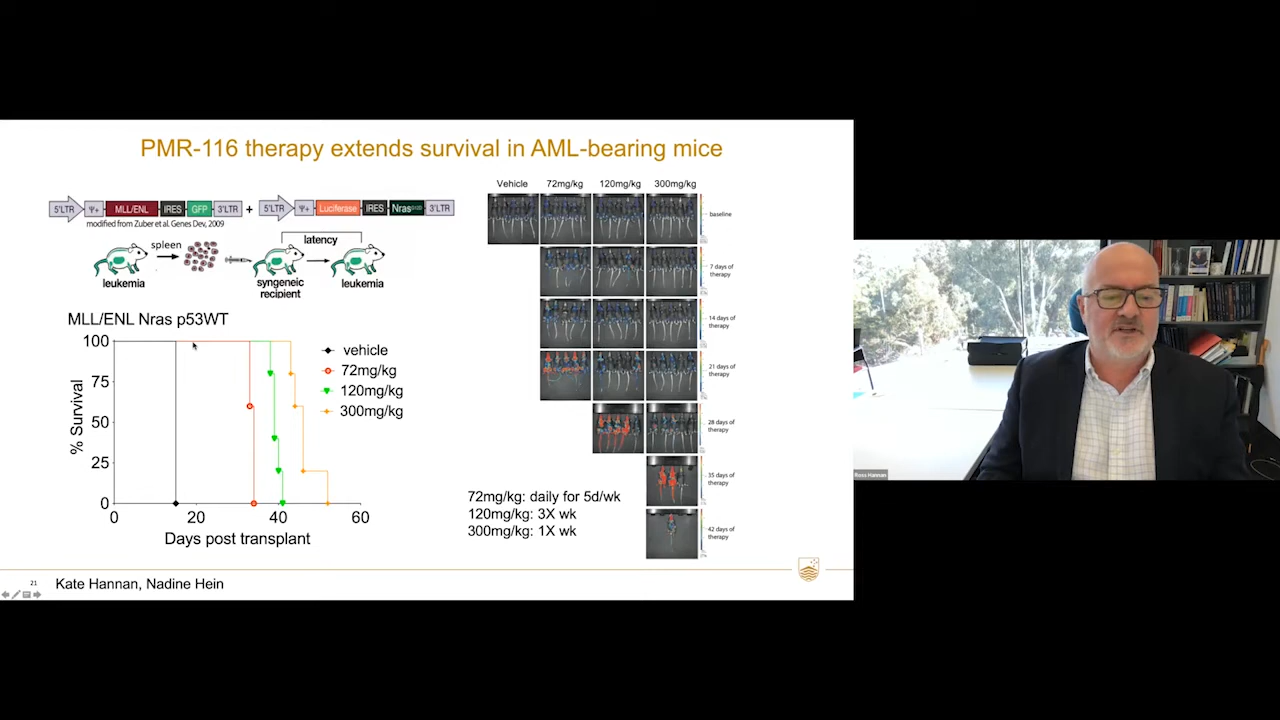 PMR-116 therapy extends survival in AML-bearing mice
5'LTR Ψ+ MLL/ENL IRES GFP 3'LTR + 5'LTR Ψ+ Luciferase IRES Nras 3'LTR
modified from Zuber et al. Genes Dev, 2009
spleen
latency
leukemia
syngeneic
recipient
leukemia
MLL/ENL Nras p53WT
% Survival
100
75
50
25
0
0 20 40 60
Days post transplant
vehicle
72mg/kg
120mg/kg
300mg/kg
Vehicle 72mg/kg 120mg/kg 300mg/kg
baseline
7 days of
therapy
14 days of
therapy
21 days of
therapy
28 days of
therapy
35 days of
therapy
42 days of
therapy
72mg/kg: daily for 5d/wk
120mg/kg: 3X wk
300mg/kg: 1X wk
21
Kate Hannan, Nadine Hein
Ross Hannan